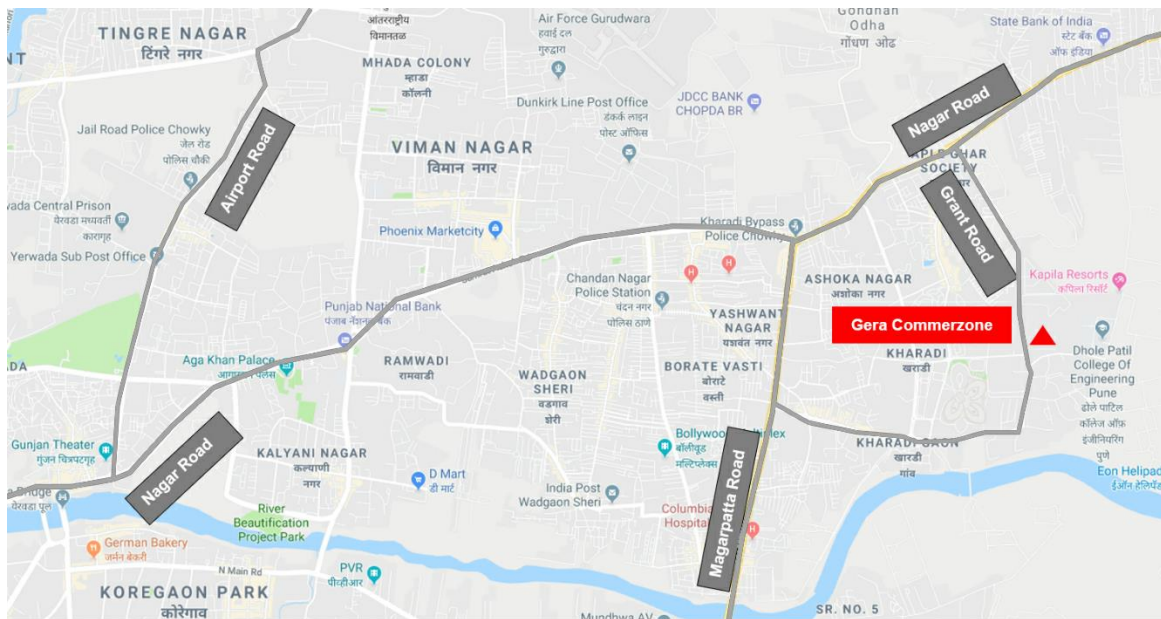 TINGRE NAGAR
टिंगरे नगर
आंतरराष्ट्रीय
विमानतळ
Air Force Gurudwara
हवाई दल
गुरुद्वारा
Odha
गोंधण ओढ
State Bank of India
स्टेट बँक
ऑफ इंडिया
MHADA COLONY
म्हाडा
कॉलनी
Dunkirk Line Post Office
डंकर्क लाइन
पोस्ट ऑफिस
JDCC BANK
CHOPDA BR
Nagar Road
Jail Road Police Chowky
जेल रोड
पोलिस चौकी
Airport Road
VIMAN NAGAR
विमान नगर
SOCIETY
Grant Road
Central Prison
येरवडा मध्यवर्ती
कारागृह
Yerwada Sub Post Office
Phoenix Marketcity
Kharadi Bypass
Police Chowky
Chandan Nagar
Police Station
चंदन नगर
पोलिस ठाणे
ASHOKA NAGAR
अशोका नगर
Kapila Resorts
कपिला रिसॉर्ट
Punjab National Bank
YASHWANT
NAGAR
यशवंत नगर
Gera Commerzone
Aga Khan Palace
RAMWADI
रामवाडी
WADGAON
SHERI
वडगाव
शेरी
BORATE VASTI
बोराटे
वस्ती
KHARADI
खराडी
Dhole Patil
College Of
Engineering
Pune
ढोले पाटिल
कॉलेज ऑफ़
इंजीनियरिंग
पुणे
Gunjan Theater
गुंजन चित्रपटगृह
Nagar Road
KALYANI NAGAR
कल्याणी
नगर
D Mart
डी मार्ट
Bollywood
बॉलीवूड
मल्टिप्लेक्स
Magarpatta Road
KHARADI GAON
खारडी
गांव
Eon Helipad
Bridge
येरवडा पूल
River
Beautification
Project Park
India Post
Wadgaon Sheri
Columbia
Hospital
German Bakery
जर्मन बेकरी
N Main Rd
PVR
पीव्हीआर
KOREGAON PARK
कोरेगाव
Mundhwa AV
SR. NO. 5